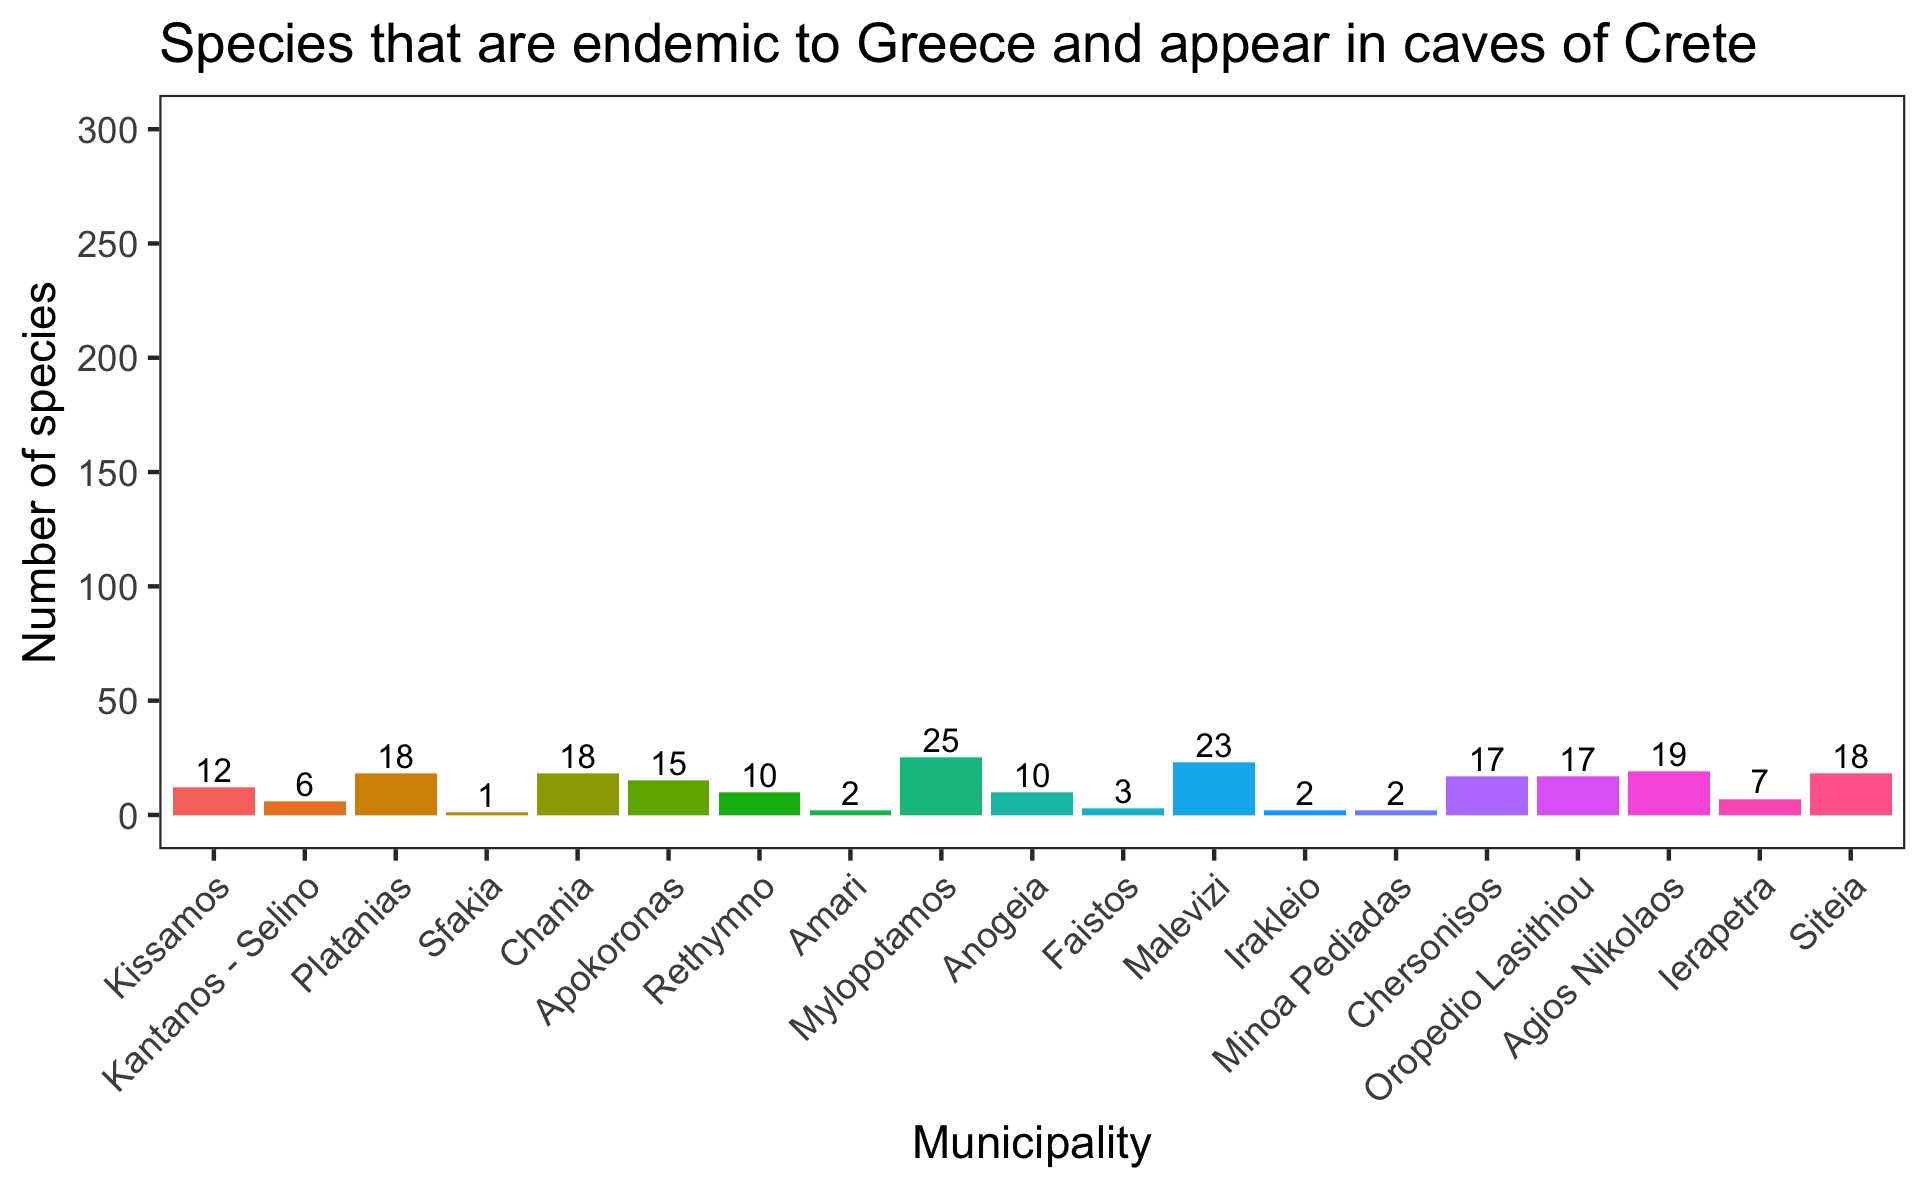 Species that are endemic to Greece and appear in caves of Crete
Number of species
300
250
200
150
100
50
0
12
6
18
1
18
15
10
2
25
10
3
23
2
2
17
17
19
7
18
Kissamos
Kantanos - Selino
Platanias
Sfakia
Chania
Apokoronas
Rethymno
Amari
Mylopotamos
Anogeia
Faistos
Malevizi
Irakleio
Minoa Pediadas
Chersonisos
Oropedio Lasithiou
Agios Nikolaos
Ierapetra
Siteia
Municipality